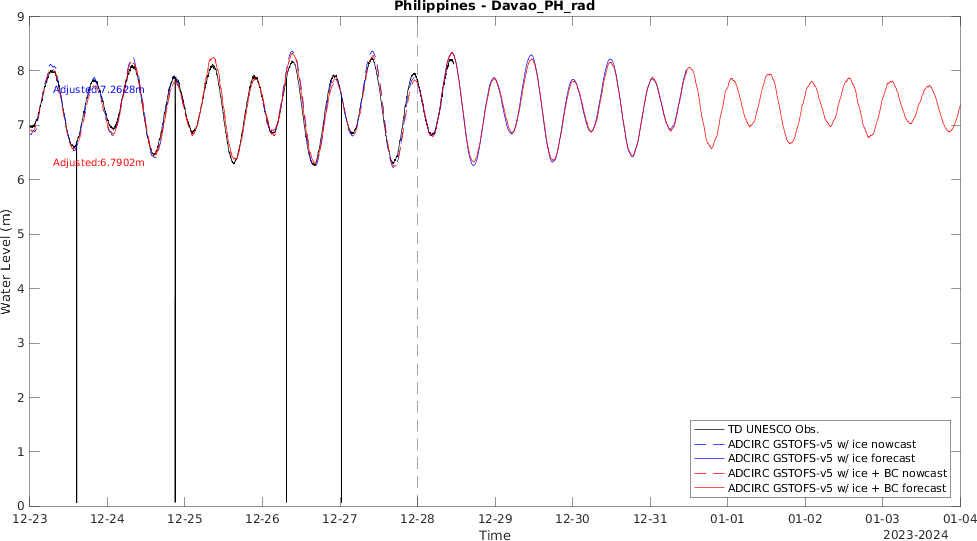 Philippines - Davao_PH_rad
9
8
7
6
5
4
3
2
1
0
Water Level (m)
Adjusted:7.2628m
Adjusted:6.7902m
TD UNESCO Obs.
ADCIRC GSTOFS-v5 w/ ice nowcast
ADCIRC GSTOFS-v5 w/ ice forecast
ADCIRC GSTOFS-v5 w/ ice + BC nowcast
ADCIRC GSTOFS-v5 w/ ice + BC forecast
12-23 12-24 12-25 12-26 12-27 12-28 12-29 12-30 12-31 01-01 01-02 01-03 01-04
Time
2023-2024